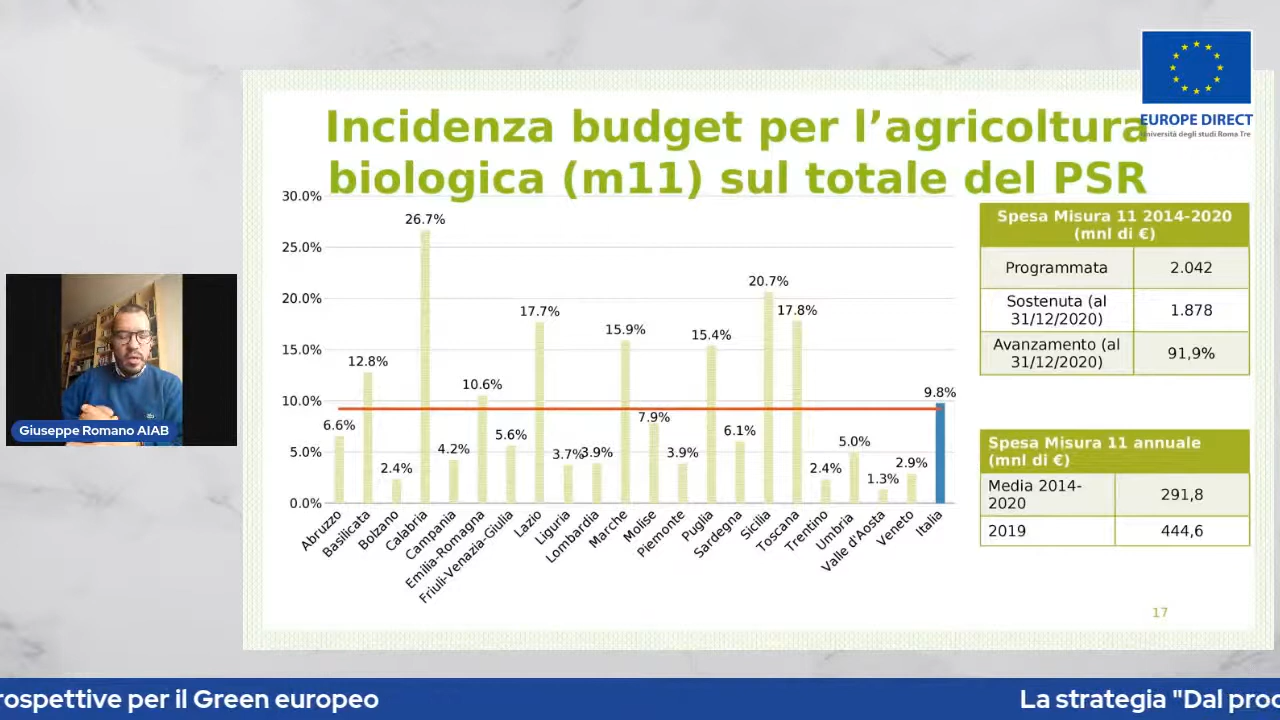 EUROPE DIRECT
Università degli studi Roma Tre
Incidenza budget per l’agricoltura
biologica (m11) sul totale del PSR
30.0%
25.0%
20.0%
15.0%
10.0%
5.0%
0.0%
6.6%
12.8%
2.4%
26.7%
4.2%
10.6%
5.6%
17.7%
3.7%
3.9%
15.9%
7.9%
3.9%
15.4%
6.1%
20.7%
17.8%
2.4%
5.0%
1.3%
2.9%
9.8%
Abruzzo
Basilicata
Bolzano
Calabria
Campania
Emilia-Romagna
Friuli-Venazia-Giulia
Lazio
Liguria
Lombardia
Marche
Molise
Piemonte
Puglia
Sardegna
Sicilia
Toscana
Trentino
Umbria
Valle d'Aosta
Veneto
Italia
Spesa Misura 11 2014-2020
(mnl di €)
Programmata 2.042
Sostenuta (al
31/12/2020) 1.878
Avanzamento (al
31/12/2020) 91,9%
Spesa Misura 11 annuale
(mnl di €)
Media 2014-
2020 291,8
2019 444,6
17
Giuseppe Romano AIAB
rospettive per il Green europeo
La strategia "Dal proc